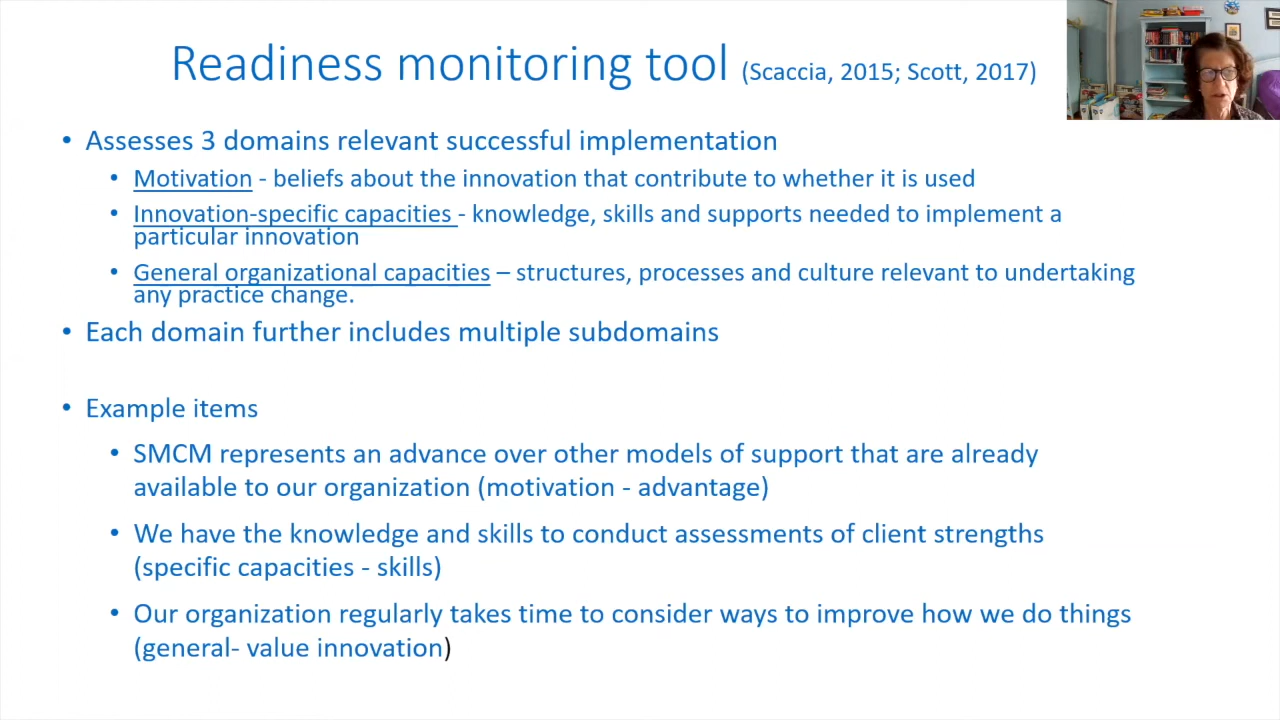 Readiness monitoring tool (Scaccia, 2015; Scott, 2017)
• Assesses 3 domains relevant successful implementation
• Motivation - beliefs about the innovation that contribute to whether it is used
• Innovation-specific capacities - knowledge, skills and supports needed to implement a
particular innovation
• General organizational capacities – structures, processes and culture relevant to undertaking
any practice change.
• Each domain further includes multiple subdomains
• Example items
• SMCM represents an advance over other models of support that are already
available to our organization (motivation - advantage)
• We have the knowledge and skills to conduct assessments of client strengths
(specific capacities - skills)
• Our organization regularly takes time to consider ways to improve how we do things
(general- value innovation)